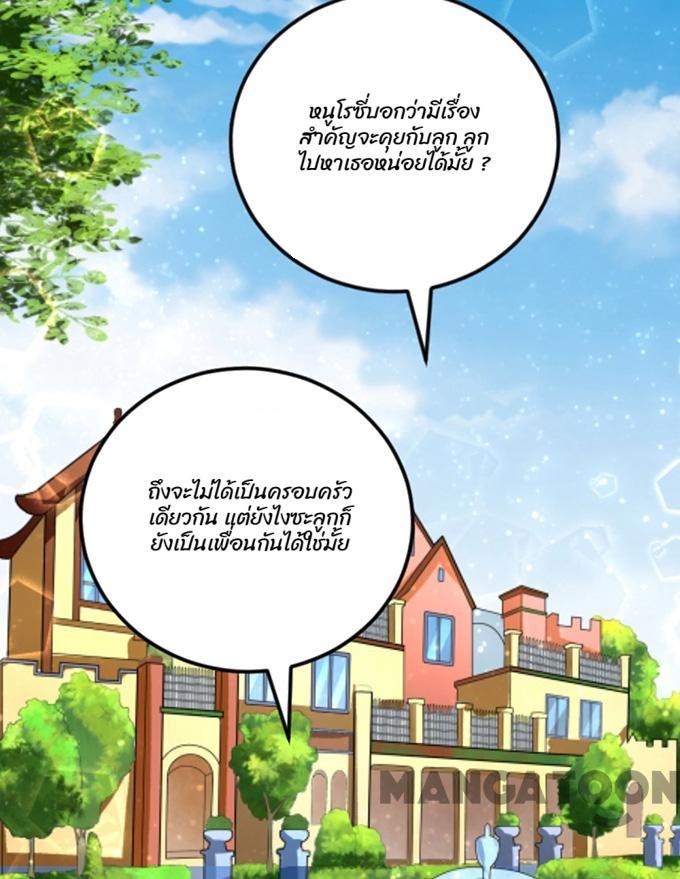 หนูโรซี่บอกว่ามีเรื่อง
สำคัญจะคุยกับลูก ลูก
ไปหาเธอหน่อยได้มั้ย ?
ถึงจะไม่ได้เป็นครอบครัว
เดียวกัน แต่ยังไงซะลูกก็
ยังเป็นเพื่อนกันได้ใช่มั้ย
MANGATOON